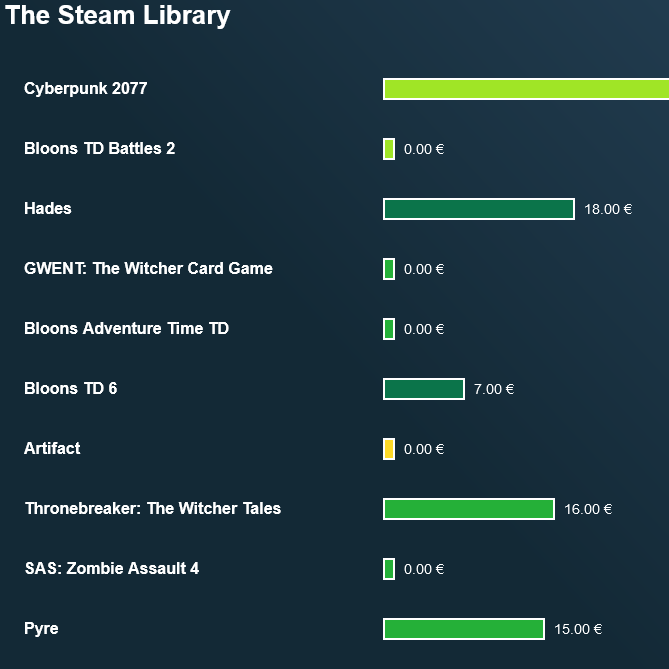 The Steam Library
Cyberpunk 2077
Bloons TD Battles 2 0.00 €
Hades 18.00 €
GWENT: The Witcher Card Game 0.00 €
Bloons Adventure Time TD 0.00 €
Bloons TD 6 7.00 €
Artifact 0.00 €
Thronebreaker: The Witcher Tales 16.00 €
SAS: Zombie Assault 4 0.00 €
Pyre 15.00 €